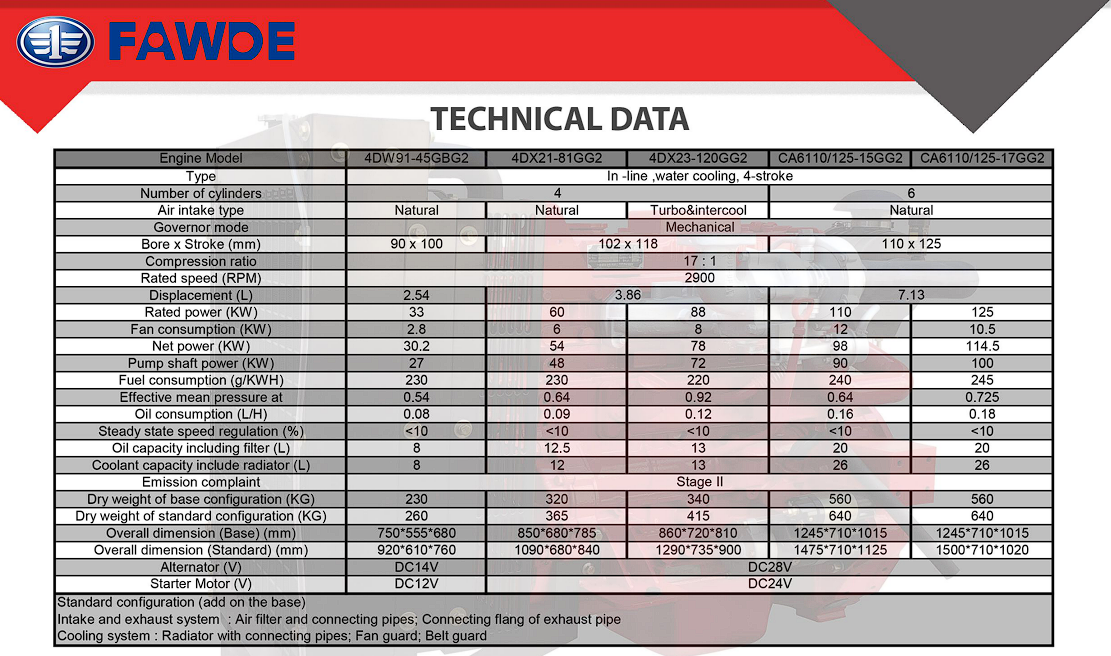 FAWDE
TECHNICAL DATA
Engine Model 4DW91-45GBG2 4DX21-81GG2 4DX23-120GG2 CA6110/125-15GG2 CA6110/125-17GG2
Type In -line ,water cooling, 4-stroke
Number of cylinders 4 6
Air intake type Natural Natural Turbo&intercool Natural
Governor mode Mechanical
Bore x Stroke (mm) 90 x 100 102 x 118 110 x 125
Compression ratio 17 : 1
Rated speed (RPM) 2900
Displacement (L) 2.54 3.86 7.13
Rated power (KW) 33 60 88 110 125
Fan consumption (KW) 2.8 6 8 12 10.5
Net power (KW) 30.2 54 78 98 114.5
Pump shaft power (KW) 27 48 72 90 100
Fuel consumption (g/KWH) 230 230 220 240 245
Effective mean pressure at 0.54 0.64 0.92 0.64 0.725
Oil consumption (L/H) 0.08 0.09 0.12 0.16 0.18
Steady state speed regulation (%) <10 <10 <10 <10 <10
Oil capacity including filter (L) 8 12.5 13 20 20
Coolant capacity include radiator (L) 8 12 13 26 26
Emission complaint Stage II
Dry weight of base configuration (KG) 230 320 340 560 560
Dry weight of standard configuration (KG) 260 365 415 640 640
Overall dimension (Base) (mm) 750*555*680 850*680*785 860*720*810 1245*710*1015 1245*710*1015
Overall dimension (Standard) (mm) 920*610*760 1090*680*840 1290*735*900 1475*710*1125 1500*710*1020
Alternator (V) DC14V DC28V
Starter Motor (V) DC12V DC24V
Standard configuration (add on the base)
Intake and exhaust system : Air filter and connecting pipes; Connecting flang of exhaust pipe
Cooling system : Radiator with connecting pipes; Fan guard; Belt guard